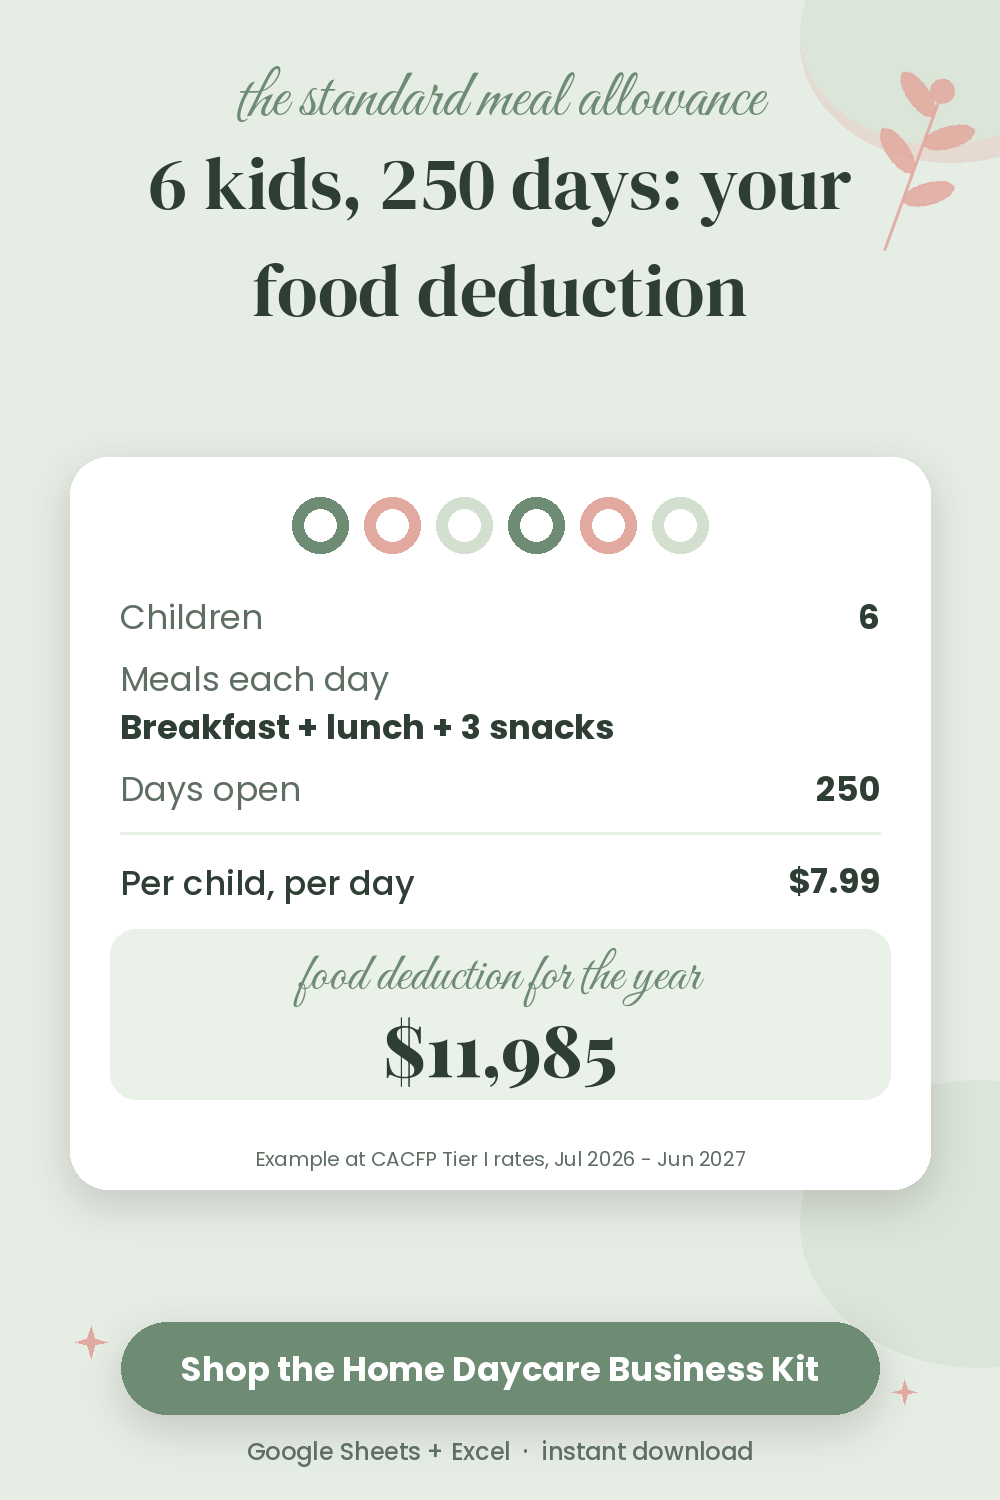 the standard meal allowance
6 kids, 250 days: your
food deduction
Children 6
Meals each day
Breakfast + lunch + 3 snacks
Days open 250
Per child, per day $7.99
food deduction for the year
$11,985
Example at CACFP Tier I rates, Jul 2026 - Jun 2027
Shop the Home Daycare Business Kit
Google Sheets + Excel · instant download